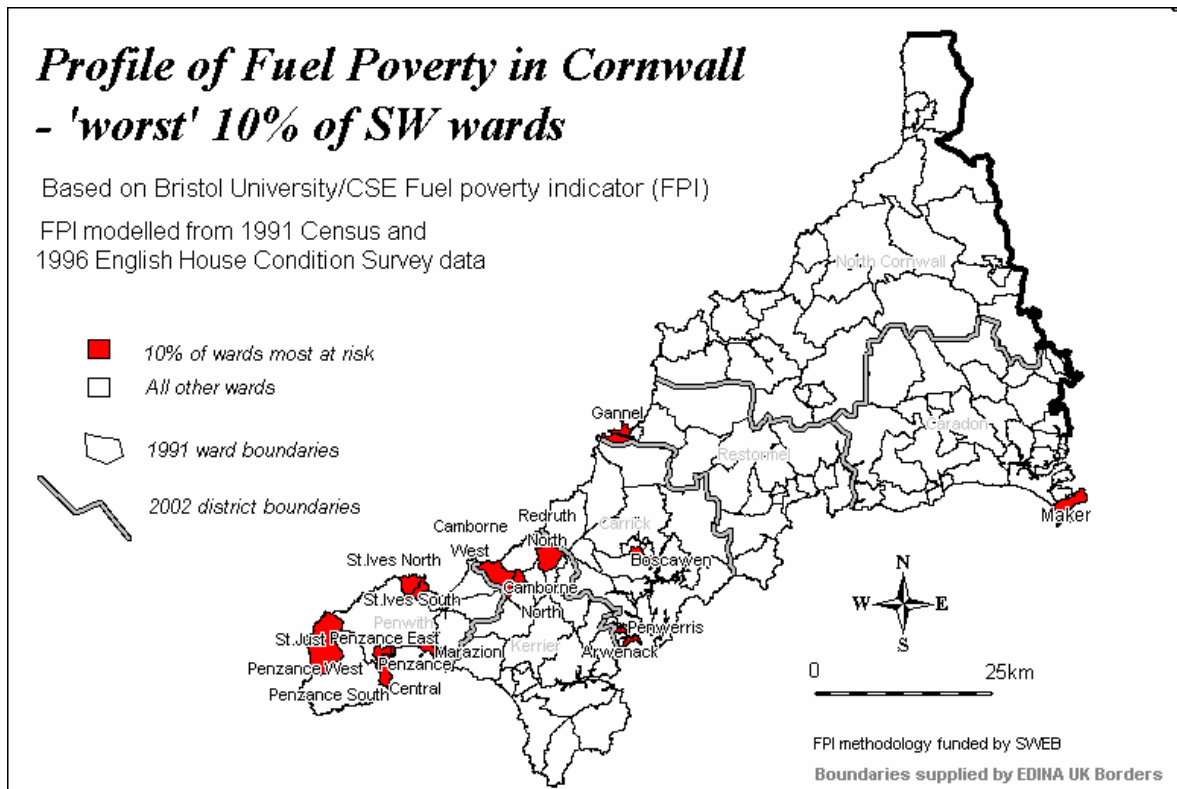 Profile of Fuel Poverty in Cornwall
- 'worst' 10% of SW wards
Based on Bristol University/CSE Fuel poverty indicator (FPI)
FPI modelled from 1991 Census and
1996 English House Condition Survey data
10% of wards most at risk
All other wards
1991 ward boundaries
2002 district boundaries
North Cornwall
Caradon
Restormel
Carrick
Kerrier
Penwith
Gannel
Maker
Redruth
North
Camborne
West
Boscawen
St.Ives North
St.Ives South
Camborne
North
Penwerris
Arwenack
St.Just
Penzance East
Marazion
Penzance West
Penzance
Central
Penzance South
N
W
E
S
0
25km
FPI methodology funded by SWEB
Boundaries supplied by EDINA UK Borders